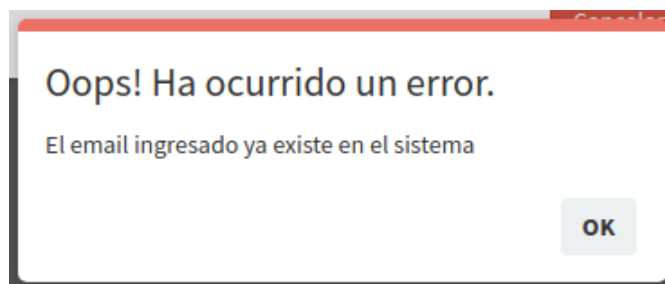 Oops! Ha ocurrido un error.
El email ingresado ya existe en el sistema
OK